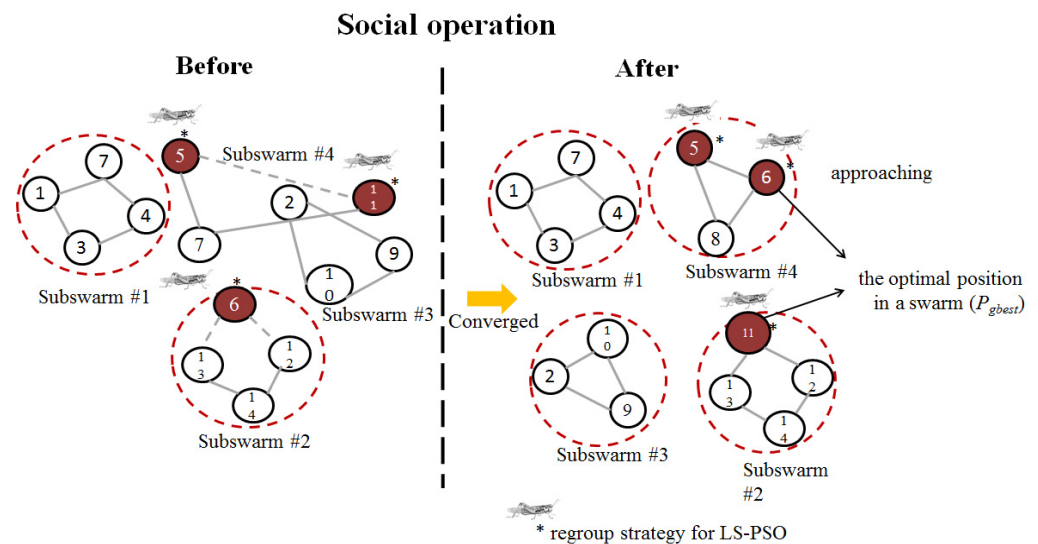 Social operation
Before
After
5
*
Subswarm #4
1
1
*
7
1
4
3
2
7
9
1
0
Subswarm #1
Subswarm #3
6
*
1
3
1
2
1
4
Subswarm #2
Converged
7
1
4
3
Subswarm #1
5
*
6
*
8
Subswarm #4
approaching
the optimal position
in a swarm (P gbest)
1
0
2
9
Subswarm #3
11
*
1
3
1
2
1
4
Subswarm
#2
* regroup strategy for LS-PSO